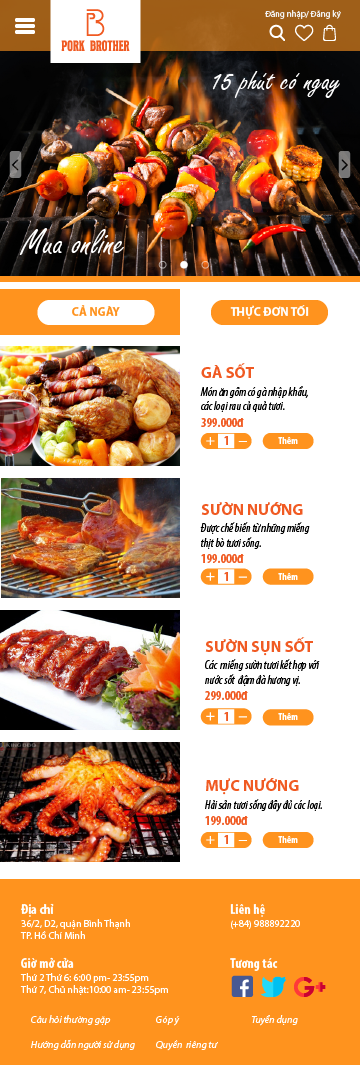 Đăng nhập/ Đăng ký
B
PORK BROTHER
15 phút có ngay
Mua online
CẢ NGÀY
THỰC ĐƠN TỐI
GÀ SỐT
Món ăn gồm có gà nhập khẩu,
các loại rau củ quả tươi.
399.000đ
+ 1 −
Thêm
SƯỜN NƯỚNG
Được chế biến từ những miếng
thịt bò tươi sống.
199.000đ
+ 1 −
Thêm
SƯỜN SỤN SỐT
Các miếng sườn tươi kết hợp với
nước sốt đậm đà hương vị.
299.000đ
+ 1 −
Thêm
MỰC NƯỚNG
Hải sản tươi sống đầy đủ các loại.
199.000đ
+ 1 −
Thêm
Địa chỉ
36/2, D2, quận Bình Thạnh
TP. Hồ Chí Minh
Liên hệ
(+84) 988892220
Giờ mở cửa
Thứ 2 Thứ 6: 6:00 pm- 23:55pm
Thứ 7, Chủ nhật:10:00 am- 23:55pm
Tương tác
f
G+
Câu hỏi thường gặp
Góp ý
Tuyển dụng
Hướng dẫn người sử dụng
Quyền riêng tư